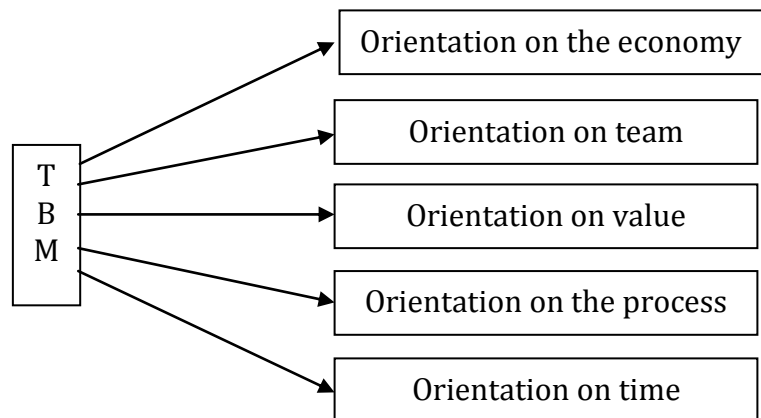 Orientation on the economy
Orientation on team
T
B
M
Orientation on value
Orientation on the process
Orientation on time